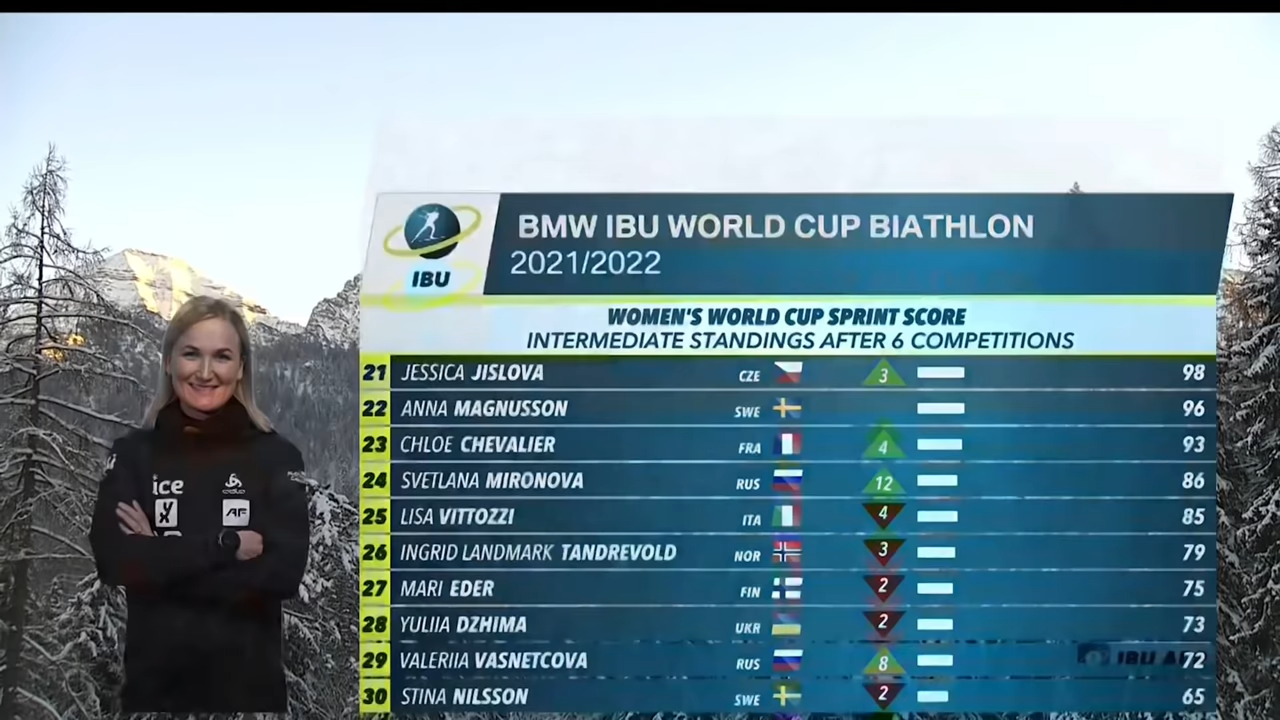 IBU
BMW IBU WORLD CUP BIATHLON
2021/2022
WOMEN'S WORLD CUP SPRINT SCORE
INTERMEDIATE STANDINGS AFTER 6 COMPETITIONS
21 JESSICA JISLOVA CZE 3 98
22 ANNA MAGNUSSON SWE 96
23 CHLOE CHEVALIER FRA 4 93
24 SVETLANA MIRONOVA RUS 12 86
25 LISA VITTOZZI ITA 4 85
26 INGRID LANDMARK TANDREVOLD NOR 3 79
27 MARI EDER FIN 2 75
28 YULIIA DZHIMA UKR 2 73
29 VALERIIA VASNETCOVA RUS 8 72
30 STINA NILSSON SWE 2 65
ice
AF
IBU